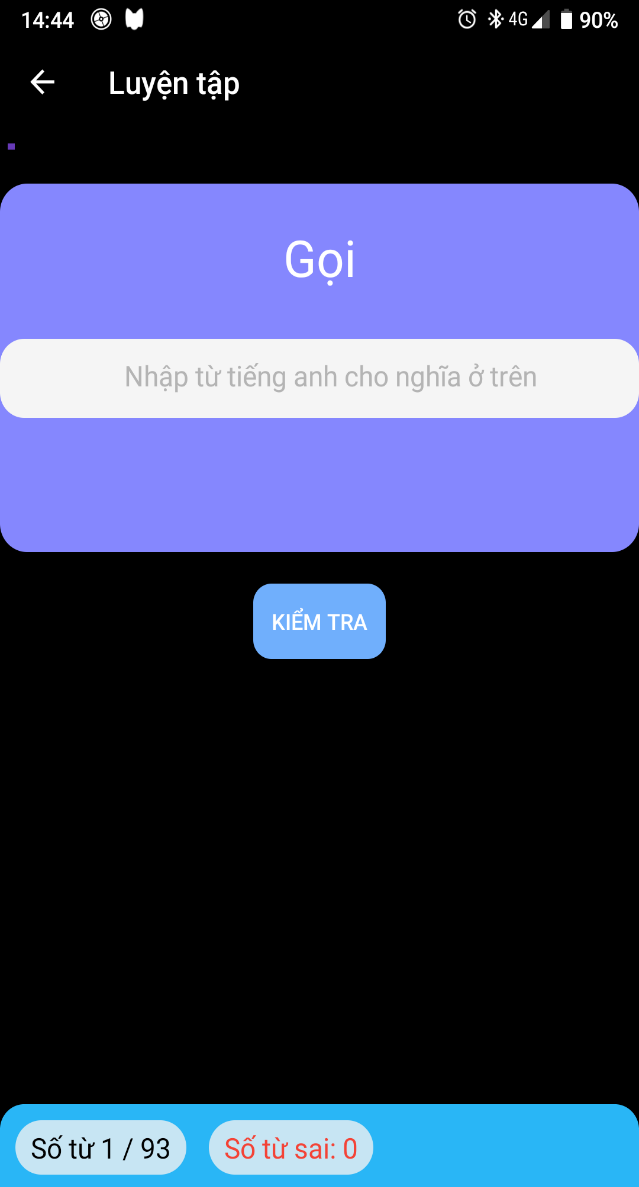 14:44 4G 90%
Luyện tập
Gọi
Nhập từ tiếng anh cho nghĩa ở trên
KIỂM TRA
Số từ 1 / 93 Số từ sai: 0